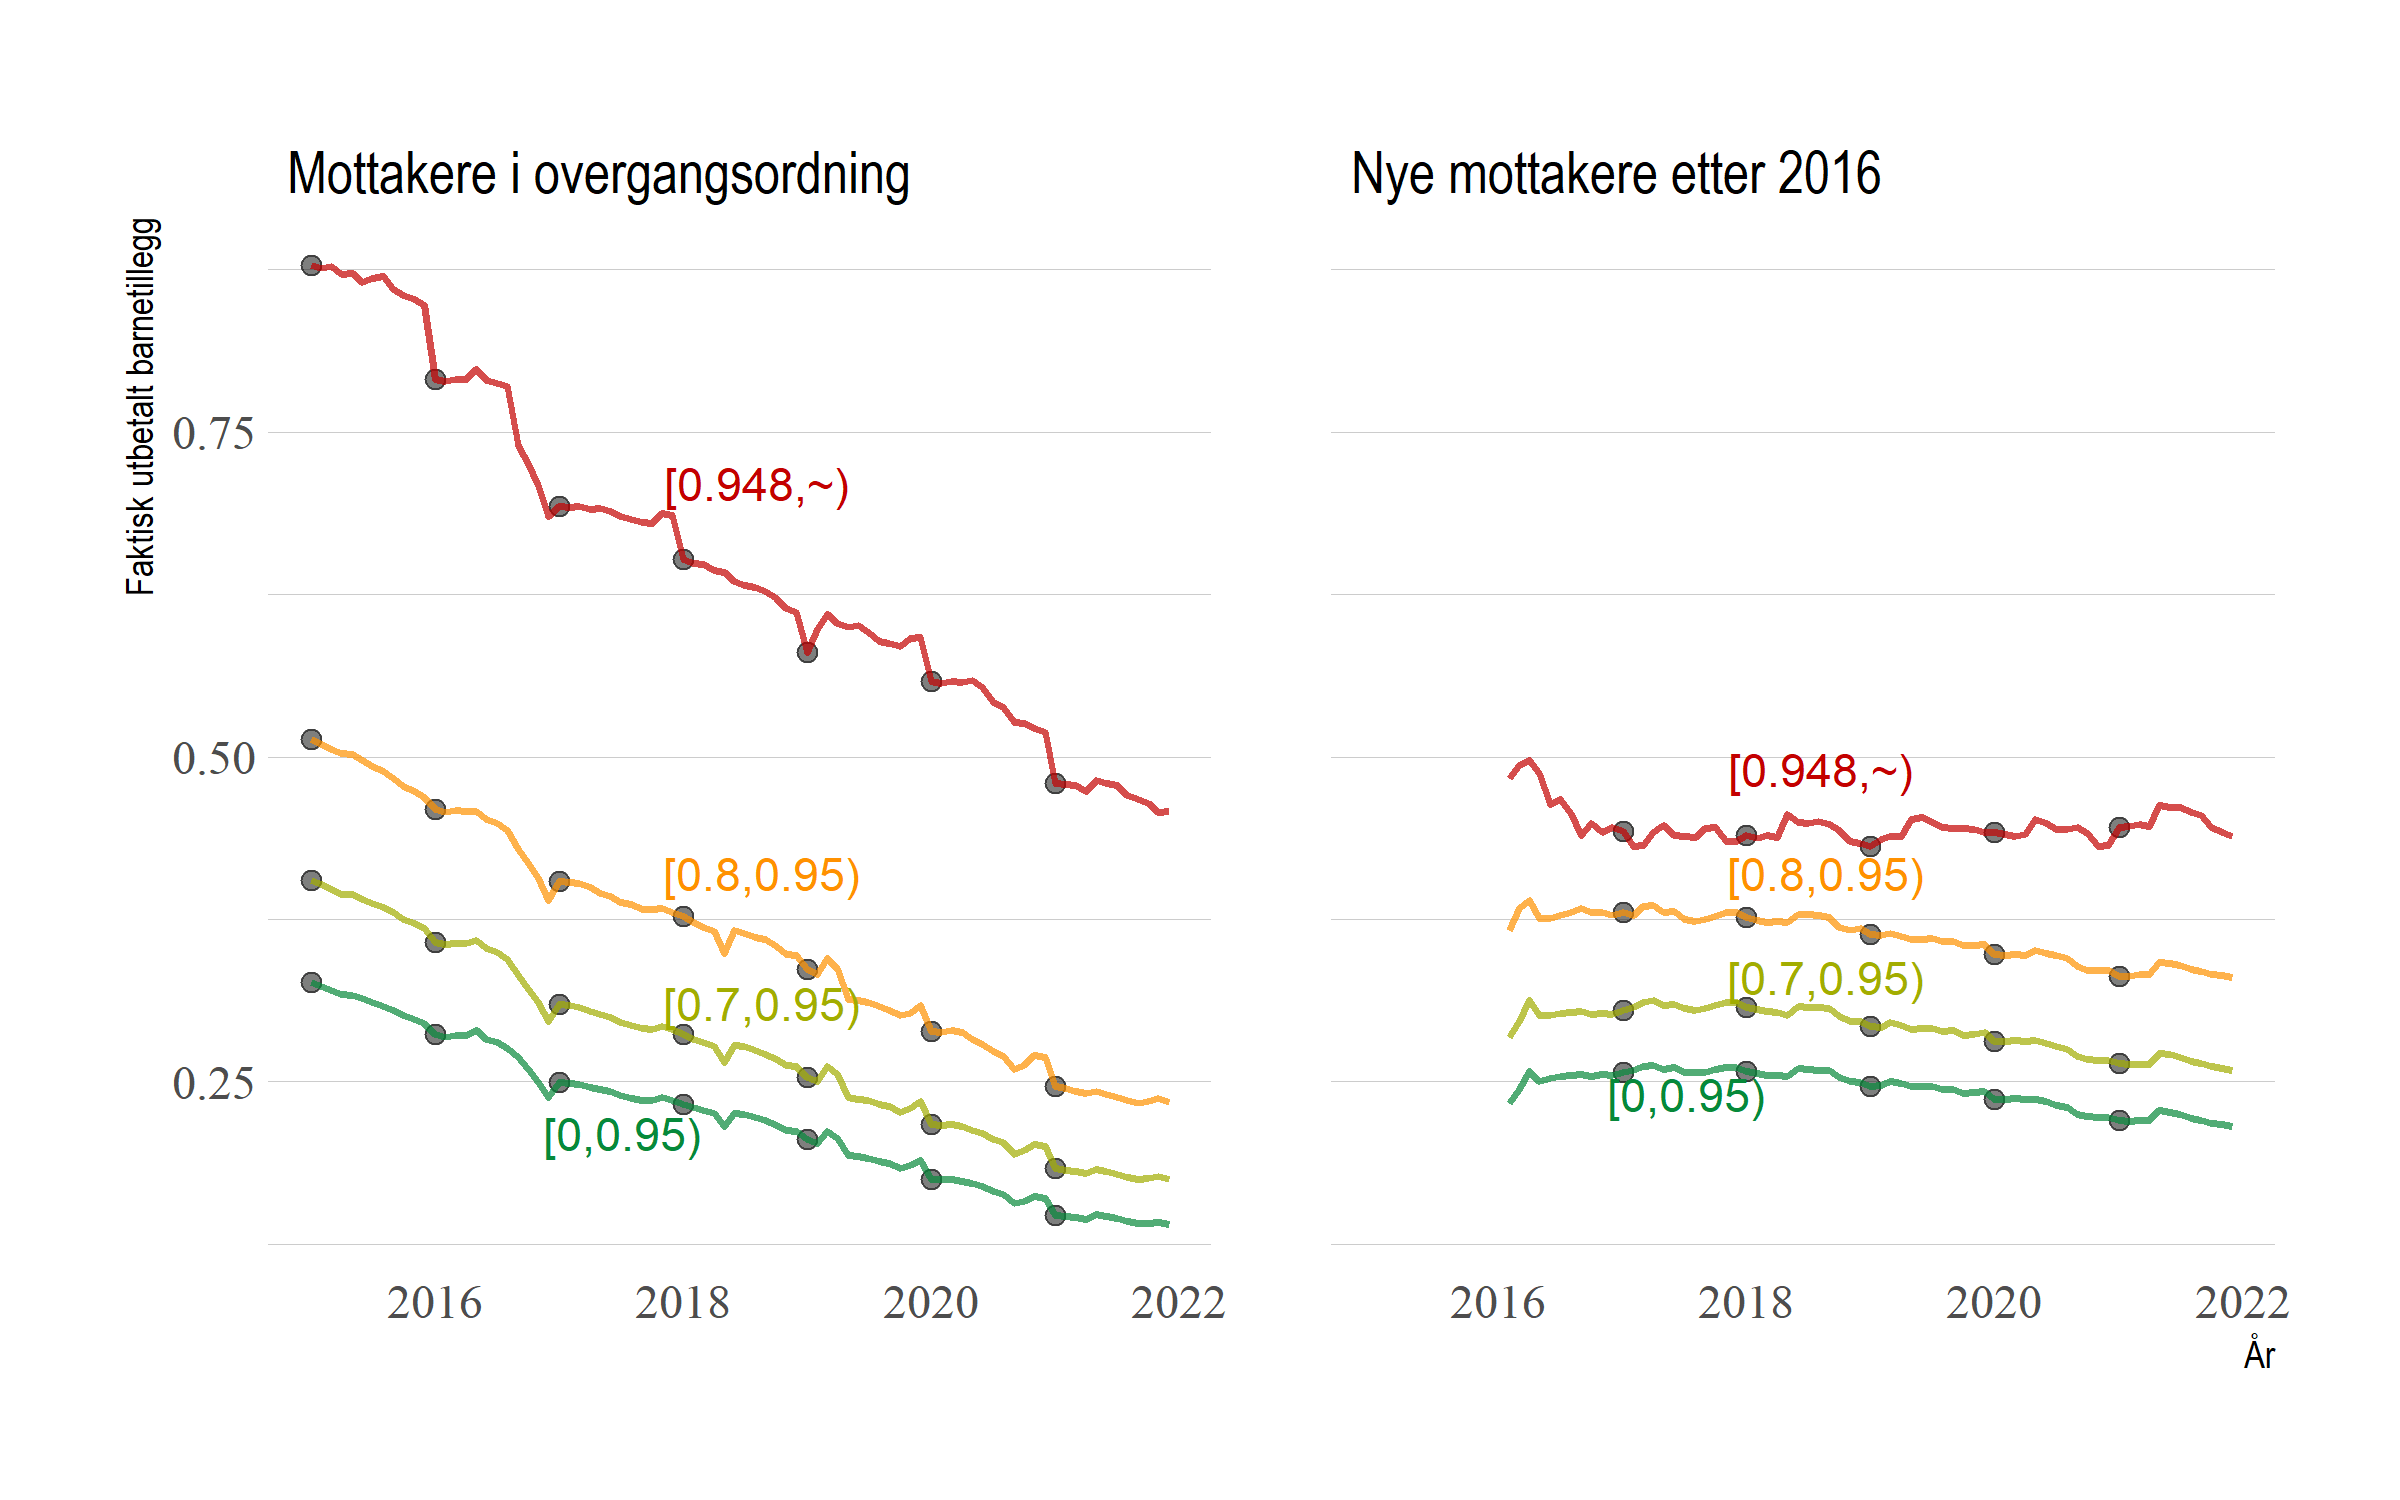 Mottakere i overgangsordning
Nye mottakere etter 2016
Faktisk utbetalt barnetillegg
0.75
0.50
0.25
[0.948,~)
[0.8,0.95)
[0.7,0.95)
[0,0.95)
[0.948,~)
[0.8,0.95)
[0.7,0.95)
[0,0.95)
2016 2018 2020 2022
2016 2018 2020 2022
År